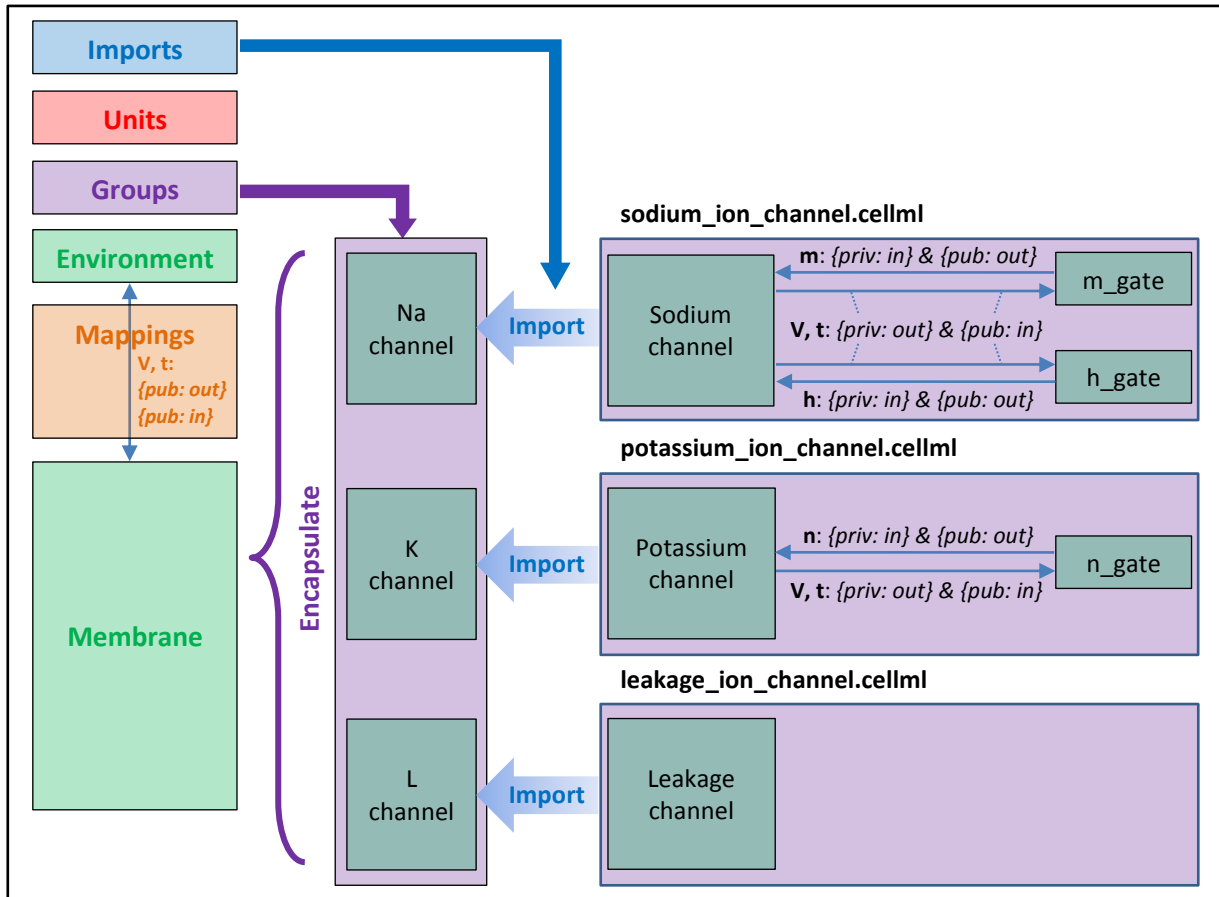 Imports
Units
Groups
Environment
Mappings
V, t:
{pub: out}
{pub: in}
Membrane
Encapsulate
Na
channel
K
channel
L
channel
Import
Import
Import
sodium_ion_channel.cellml
Sodium
channel
m: {priv: in} & {pub: out}
m_gate
V, t: {priv: out} & {pub: in}
h_gate
h: {priv: in} & {pub: out}
potassium_ion_channel.cellml
Potassium
channel
n: {priv: in} & {pub: out}
n_gate
V, t: {priv: out} & {pub: in}
leakage_ion_channel.cellml
Leakage
channel